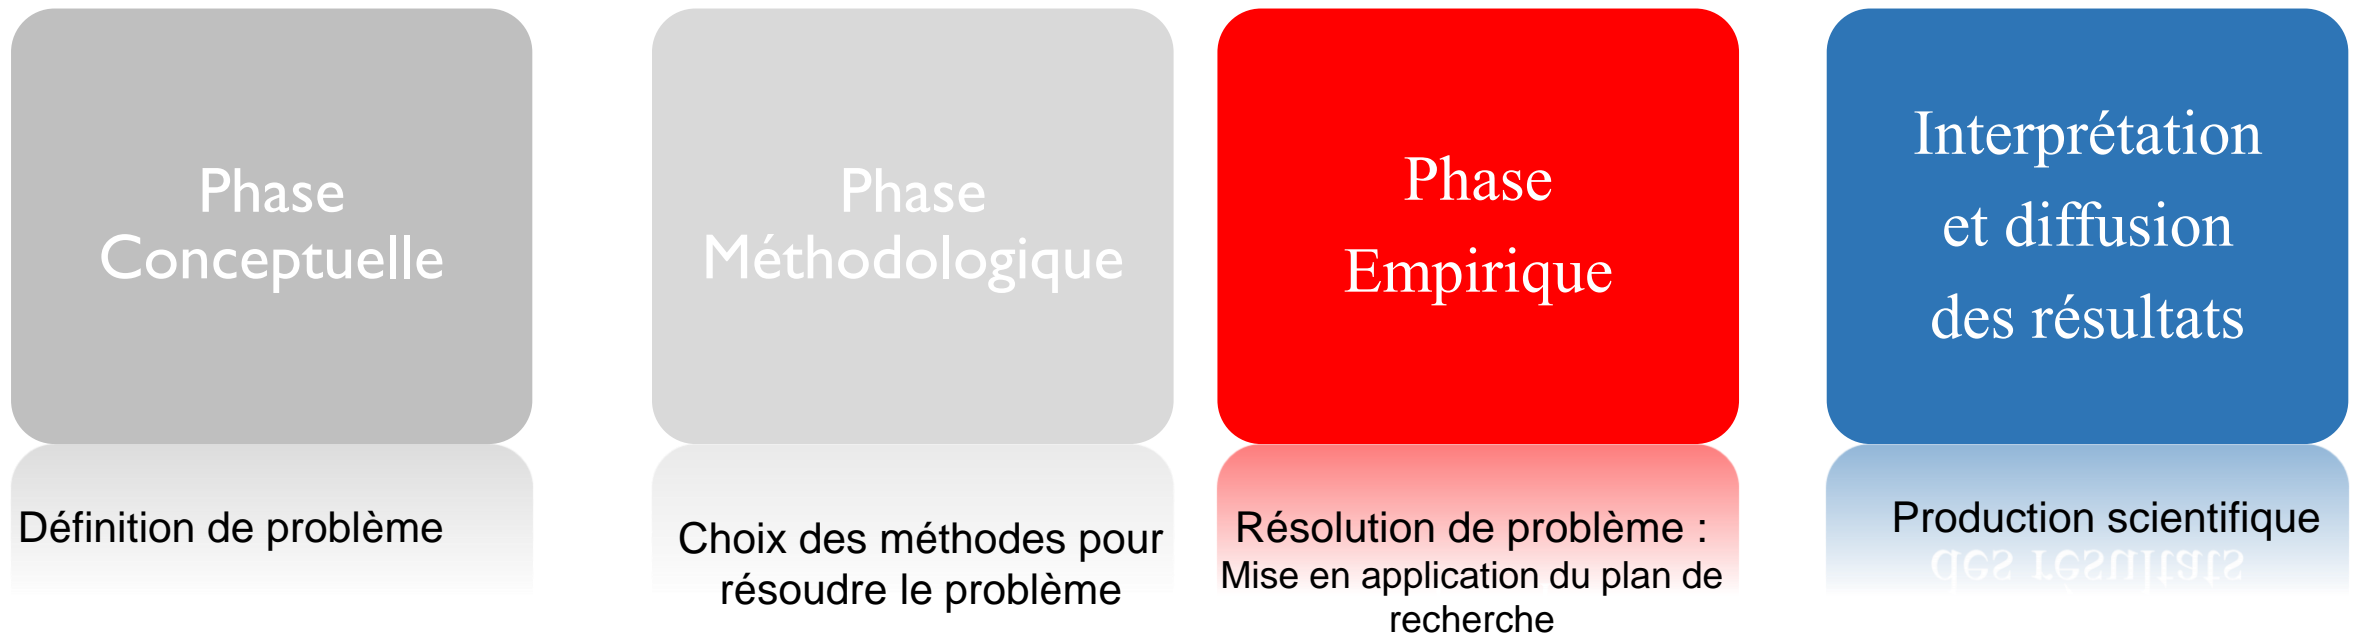 Phase
Conceptuelle
Phase
Méthodologique
Phase
Empirique
Interprétation
et diffusion
des résultats
Définition de problème
Choix des méthodes pour
résoudre le problème
Résolution de problème :
Mise en application du plan de
recherche
Production scientifique